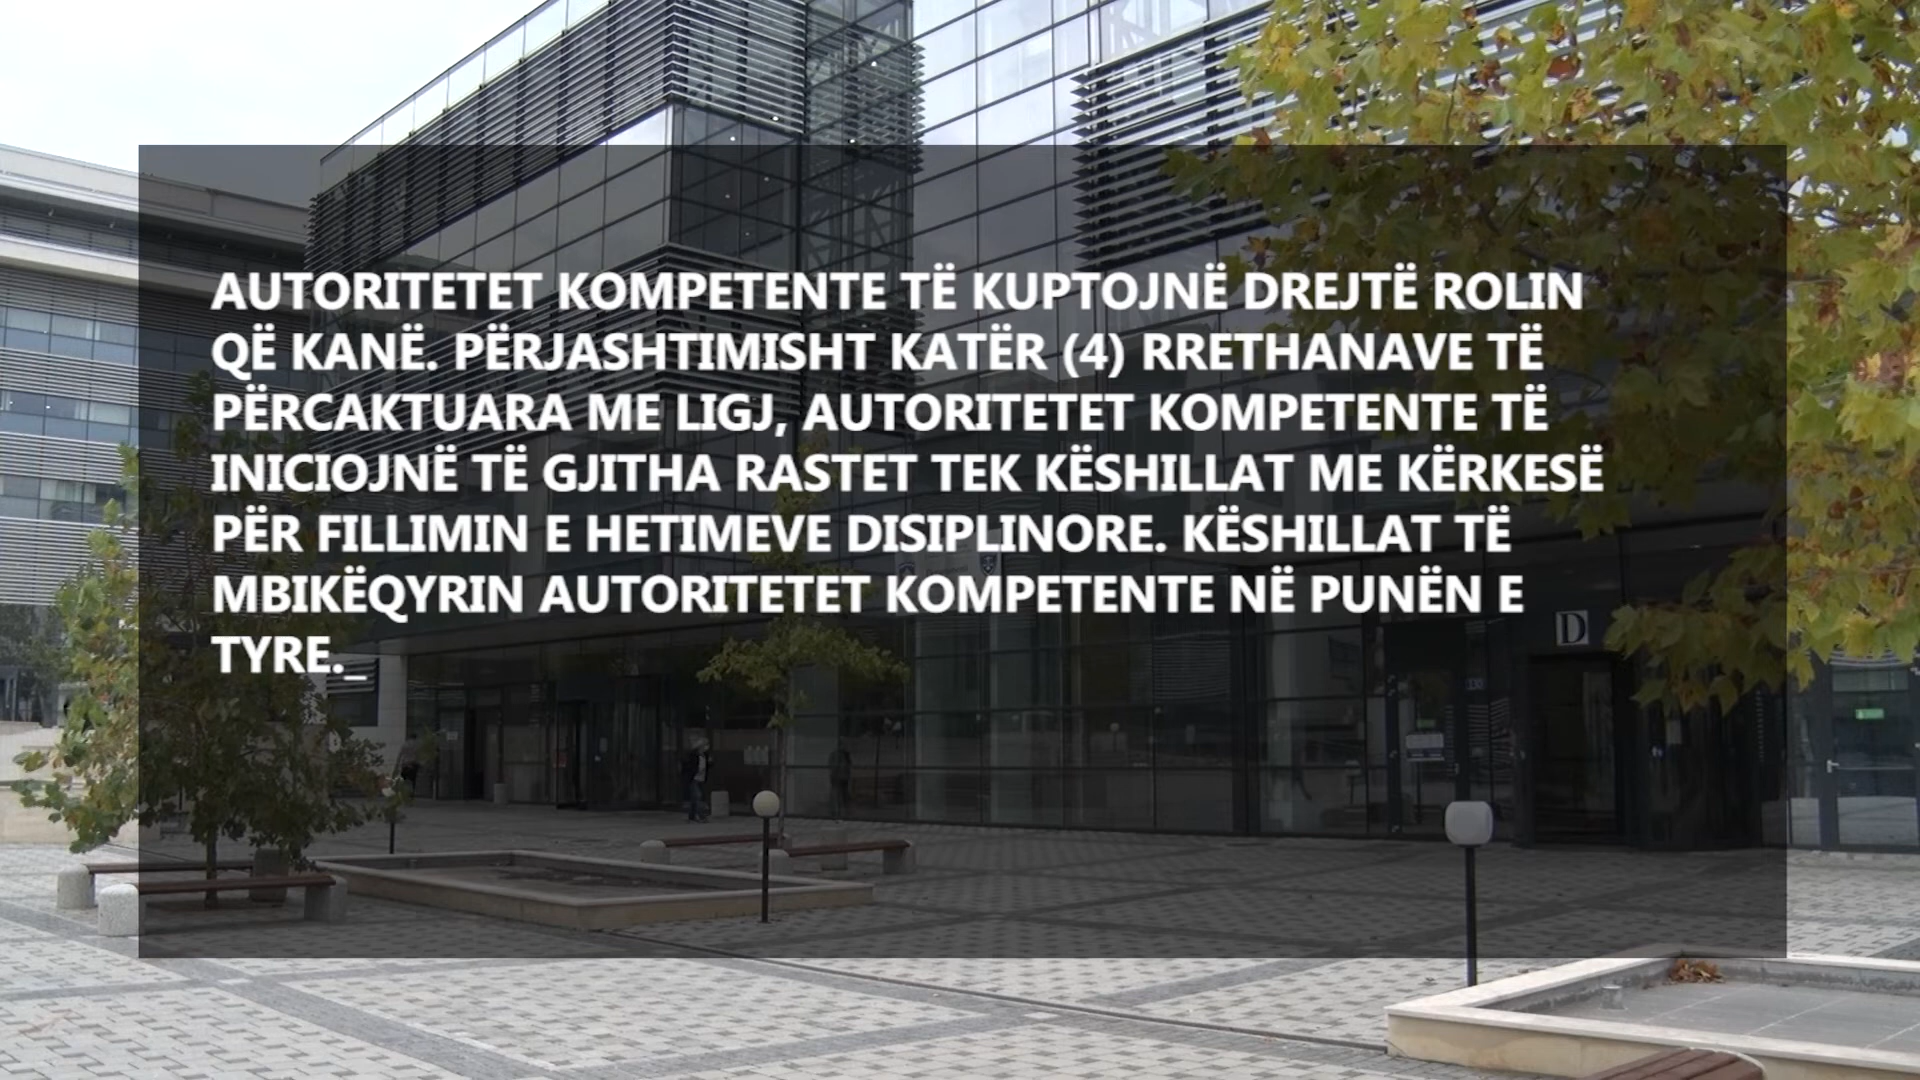 AUTORITETET KOMPETENTE TË KUPTOJNË DREJTË ROLIN
QË KANË. PËRJASHTIMISHT KATËR (4) RRETHANAVE TË
PËRCAKTUARA ME LIGJ, AUTORITETET KOMPETENTE TË
INICIOJNË TË GJITHA RASTET TEK KËSHILLAT ME KËRKESË
PËR FILLIMIN E HETIMEVE DISIPLINORE. KËSHILLAT TË
MBIKËQYRIN AUTORITETET KOMPETENTE NË PUNËN E
TYRE._
D